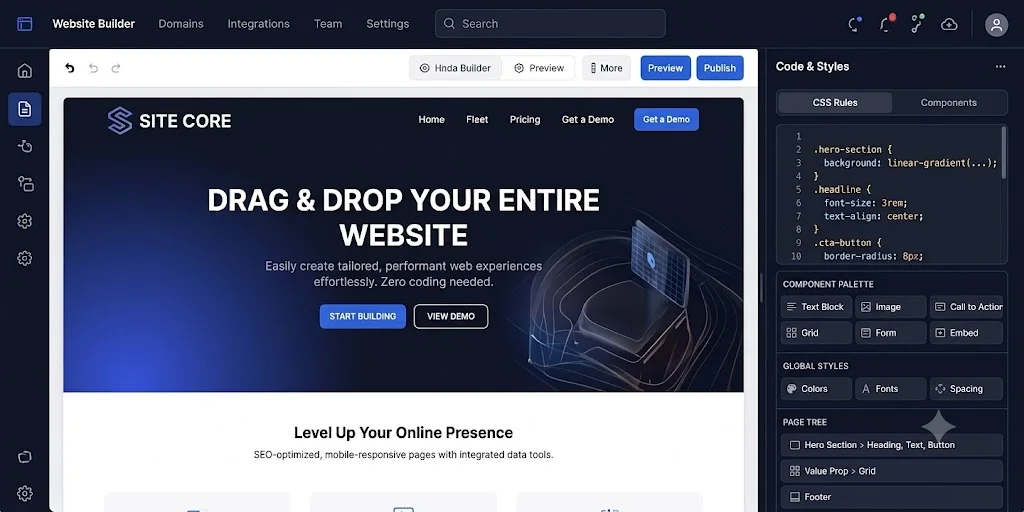 Website Builder
Domains
Integrations
Team
Settings
Search
Hnda Builder
Preview
More
Preview
Publish
SITE CORE
Home
Fleet
Pricing
Get a Demo
Get a Demo
DRAG & DROP YOUR ENTIRE
WEBSITE
Easily create tailored, performant web experiences
effortlessly. Zero coding needed.
START BUILDING
VIEW DEMO
Level Up Your Online Presence
SEO-optimized, mobile-responsive pages with integrated data tools.
Code & Styles
CSS Rules
Components
1
2 .hero-section {
3 background: linear-gradient(...);
4 }
5 .headline {
6 font-size: 3rem;
7 text-align: center;
8 }
9 .cta-button {
10 border-radius: 8px;
COMPONENT PALETTE
Text Block
Image
Call to Action
Grid
Form
Embed
GLOBAL STYLES
Colors
Fonts
Spacing
PAGE TREE
Hero Section > Heading, Text, Button
Value Prop > Grid
Footer